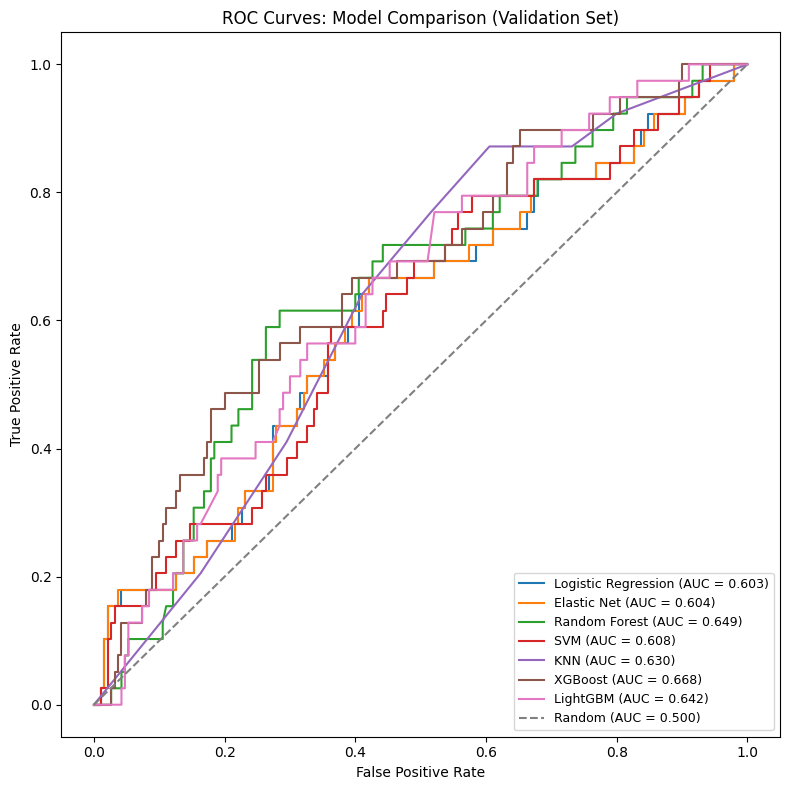 ROC Curves: Model Comparison (Validation Set)
True Positive Rate
1.0
0.8
0.6
0.4
0.2
0.0
Logistic Regression (AUC = 0.603)
Elastic Net (AUC = 0.604)
Random Forest (AUC = 0.649)
SVM (AUC = 0.608)
KNN (AUC = 0.630)
XGBoost (AUC = 0.668)
LightGBM (AUC = 0.642)
Random (AUC = 0.500)
0.0 0.2 0.4 0.6 0.8 1.0
False Positive Rate